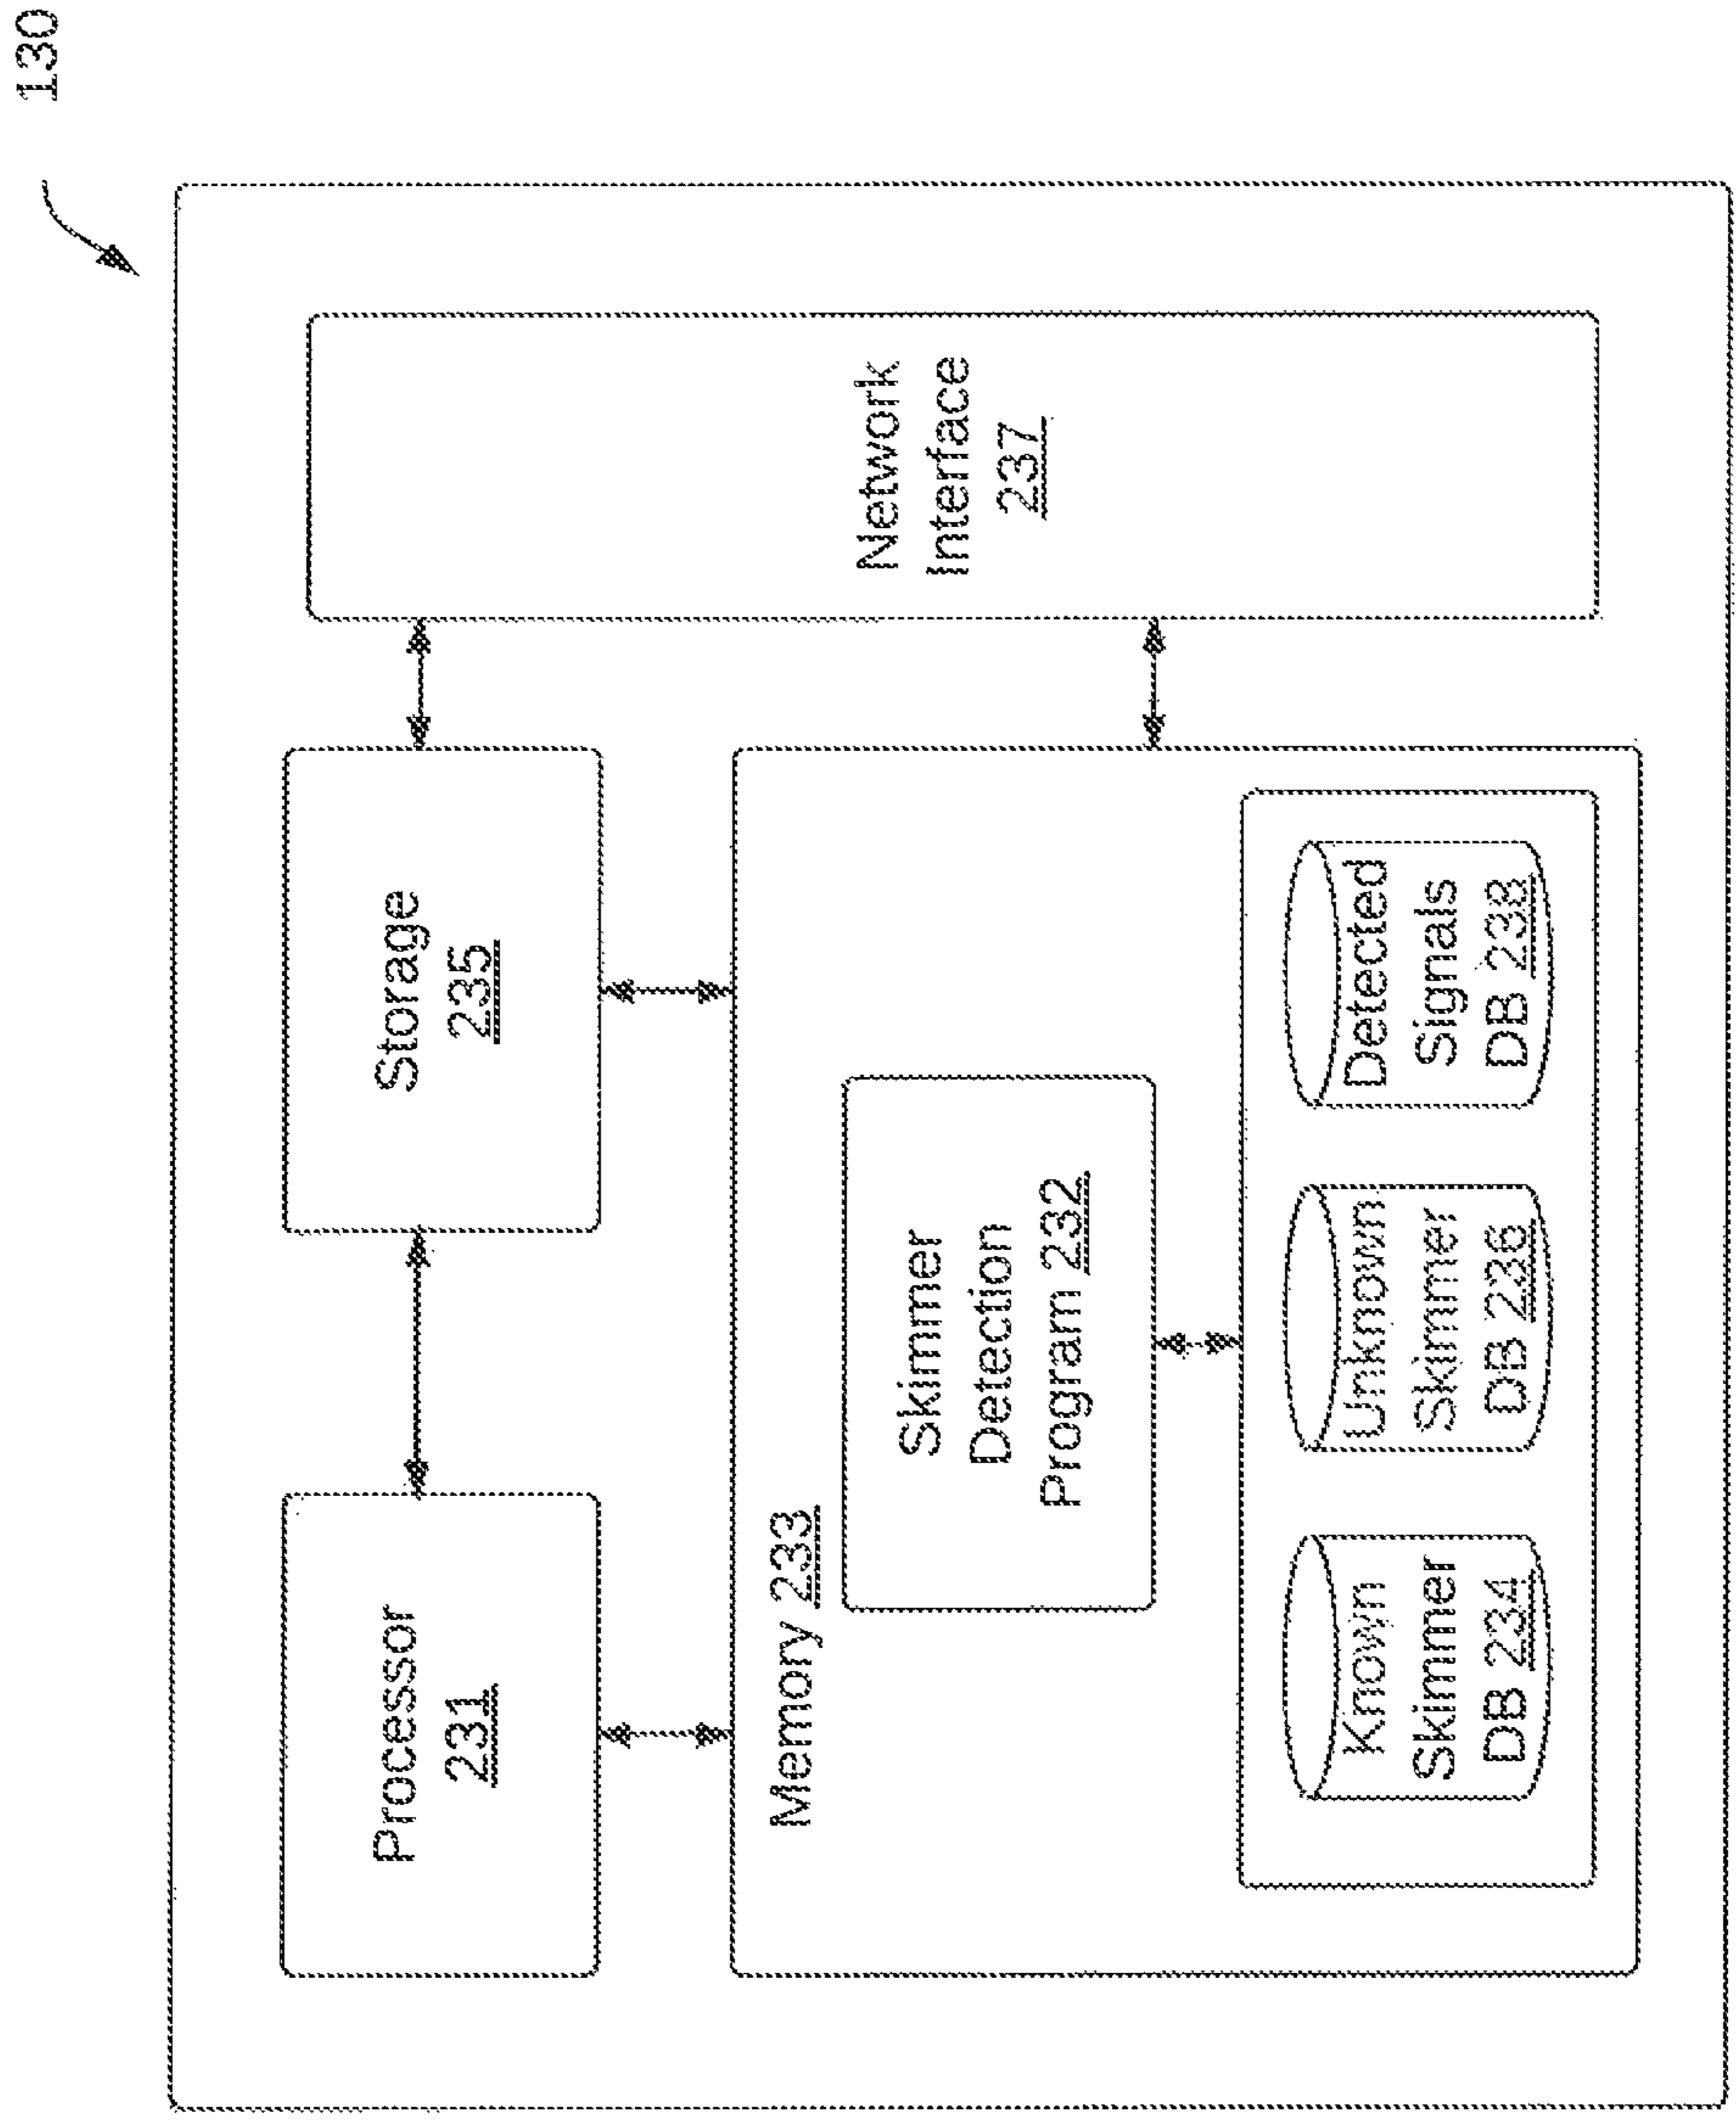 130
Processor
231
Storage
235
Network
Interface
237
Memory 233
Skimmer
Detection
Program 232
Known
Skimmer
DB 234
Unknown
Skimmer
DB 236
Detected
Signals
DB 238